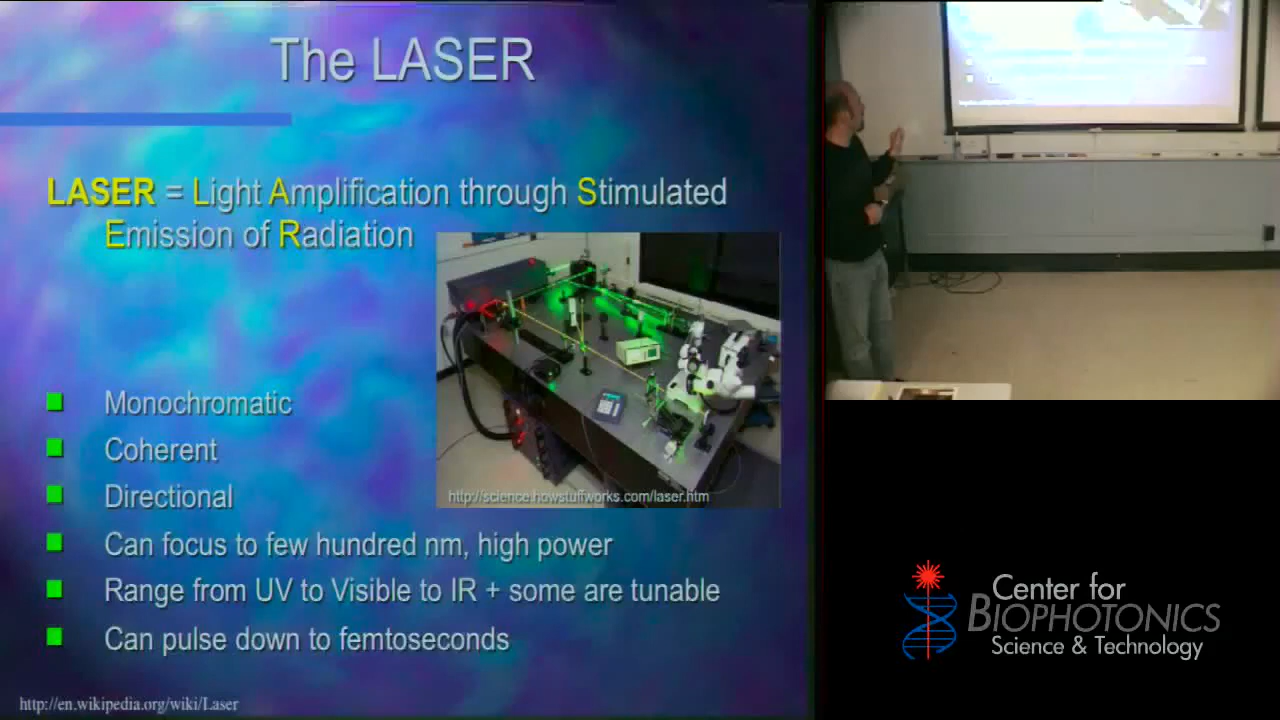 The LASER
LASER = Light Amplification through Stimulated
Emission of Radiation
http://science.howstuffworks.com/laser.htm
Monochromatic
Coherent
Directional
Can focus to few hundred nm, high power
Range from UV to Visible to IR + some are tunable
Can pulse down to femtoseconds
http://en.wikipedia.org/wiki/Laser
Center for
BIOPHOTONICS
Science & Technology